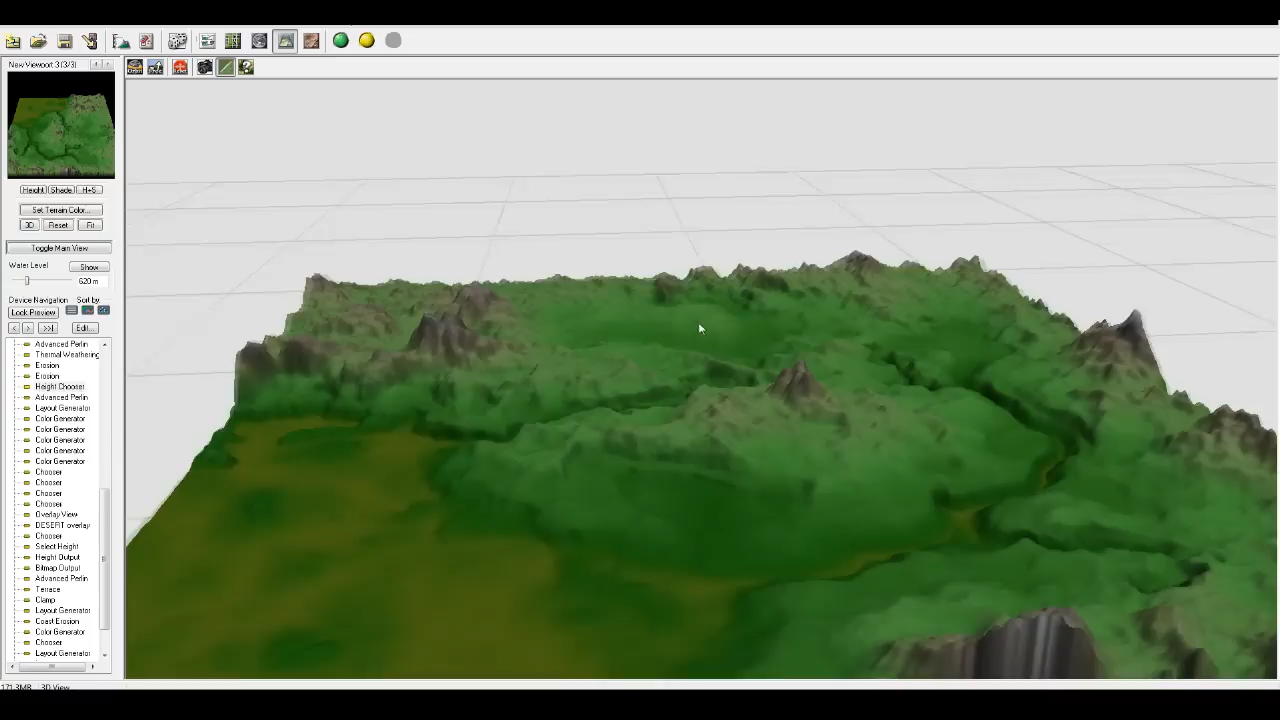 New Viewport 3 (3/3)
Height Shade H+S
Set Terrain Color...
3D Reset Fit
Toggle Main View
Water Level
Show
620 m
Device Navigation Sort by:
Lock Preview
< > >>| Edit...
Advanced Perlin
Thermal Weathering
Erosion
Erosion
Height Chooser
Advanced Perlin
Layout Generator
Color Generator
Color Generator
Color Generator
Color Generator
Color Generator
Chooser
Chooser
Chooser
Chooser
Overlay View
DESERT overlay
Chooser
Select Height
Height Output
Bitmap Output
Advanced Perlin
Terrace
Clamp
Layout Generator
Coast Erosion
Color Generator
Chooser
Layout Generator
171.3MB 3D View